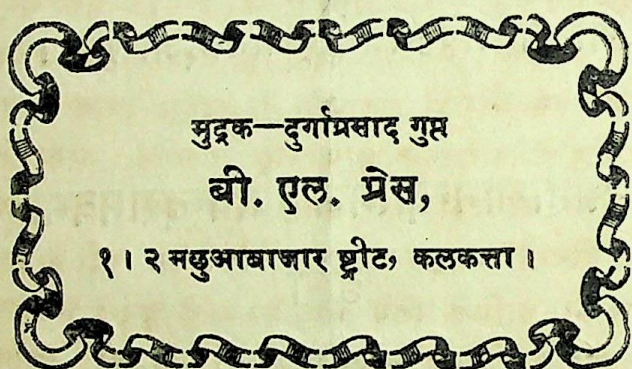 मुद्रक—दुर्गाप्रसाद गुप्त
बी. एल. प्रेस,
१।२ मछुआबाजार ष्ट्रीट, कलकत्ता।